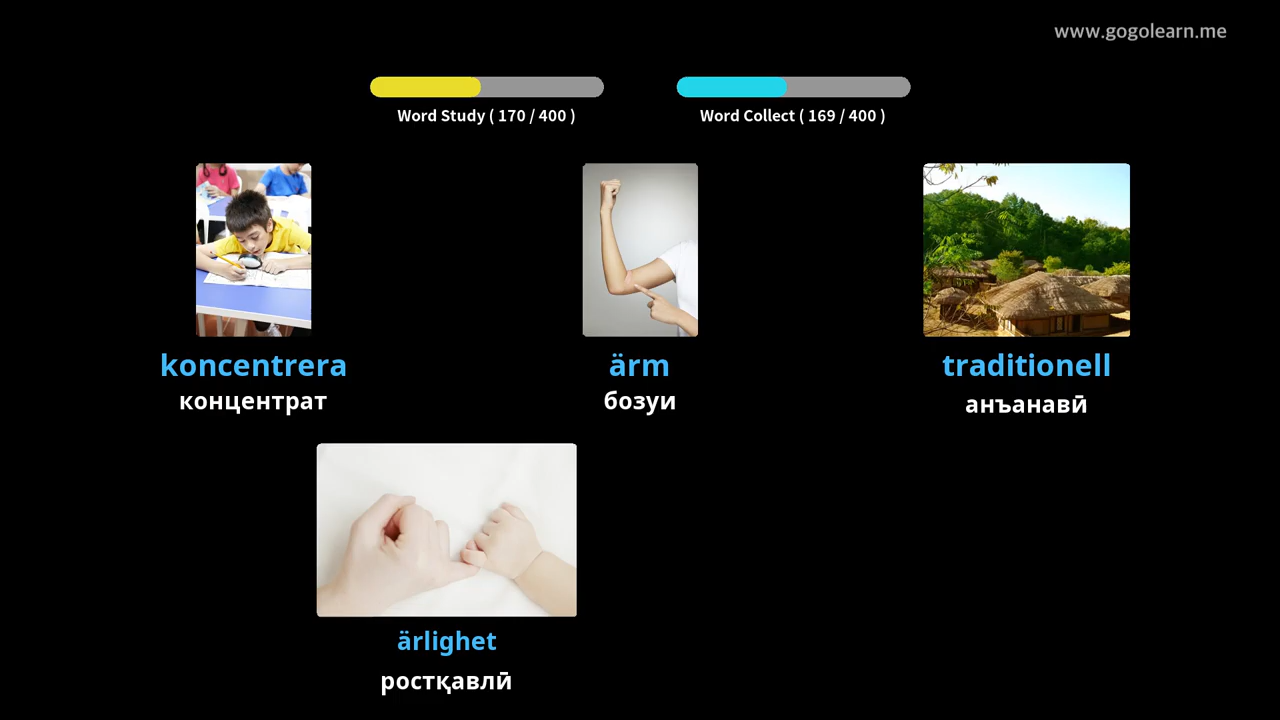 www.gogolearn.me
Word Study ( 170 / 400 )
Word Collect ( 169 / 400 )
koncentrera
концентрат
ärm
бозуи
traditionell
анъанавӣ
ärlighet
ростқавлӣ